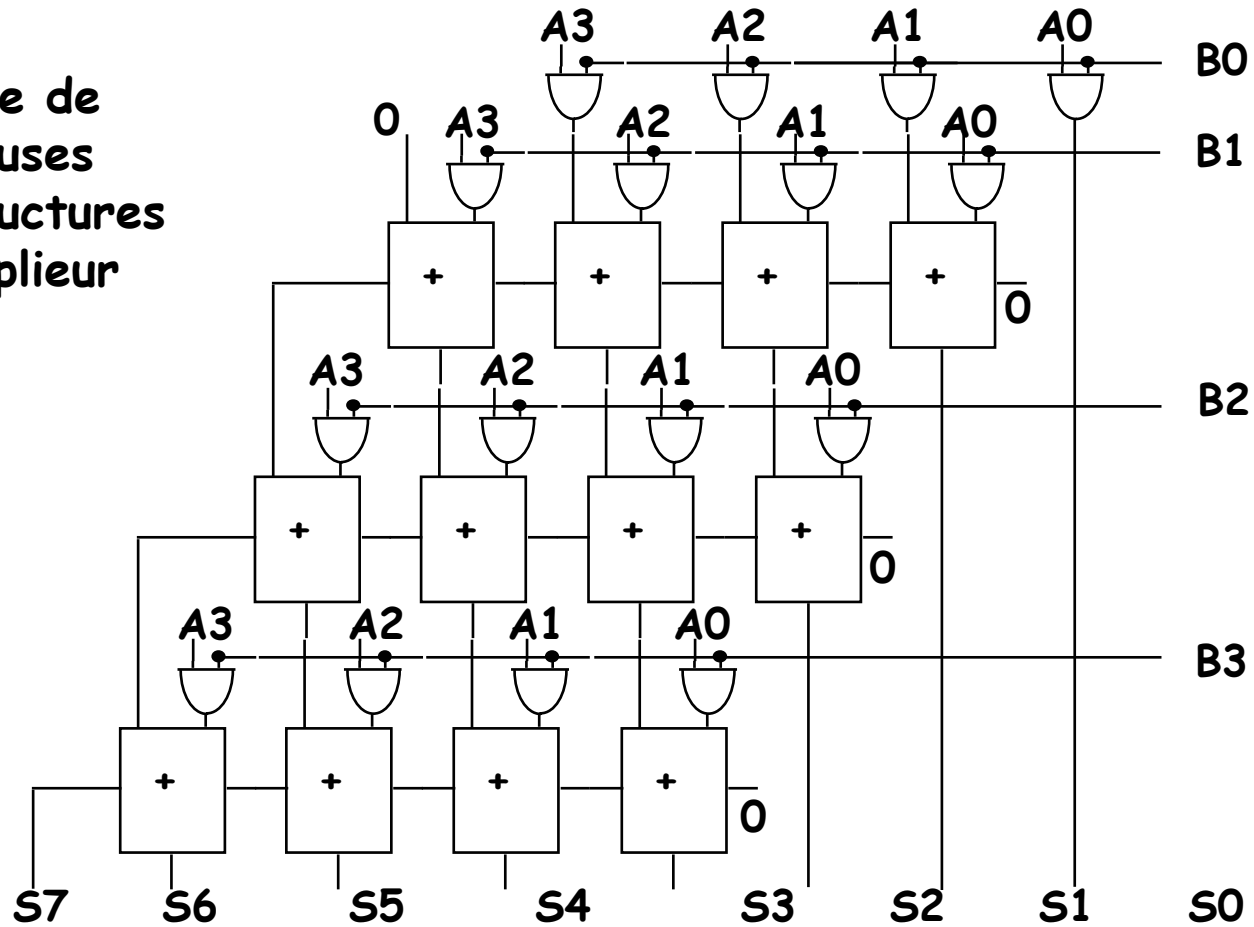 A3 A2 A1 A0
B0
e de
0 A3 A2 A1 A0
uses
B1
uctures
plieur
+ + + +
0
A3 A2 A1 A0
B2
+ + + +
0
A3 A2 A1 A0
B3
+ + + +
0
S7 S6 S5 S4 S3 S2 S1 S0